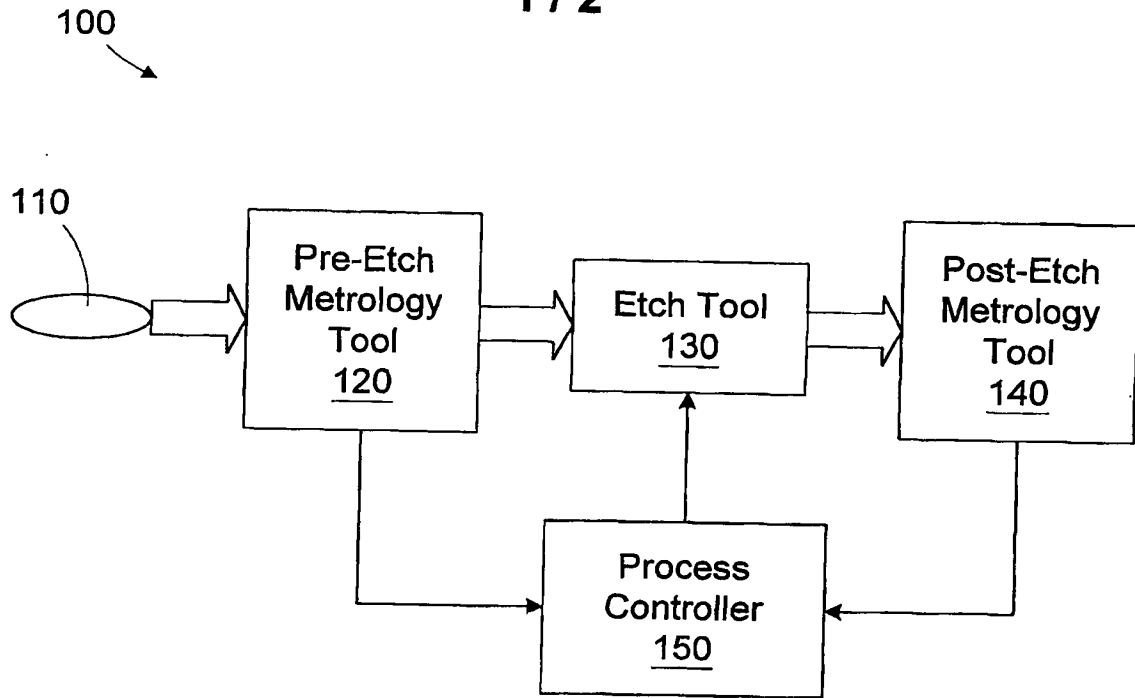 1 / 2
100
110
Pre-Etch
Metrology
Tool
120
Etch Tool
130
Post-Etch
Metrology
Tool
140
Process
Controller
150